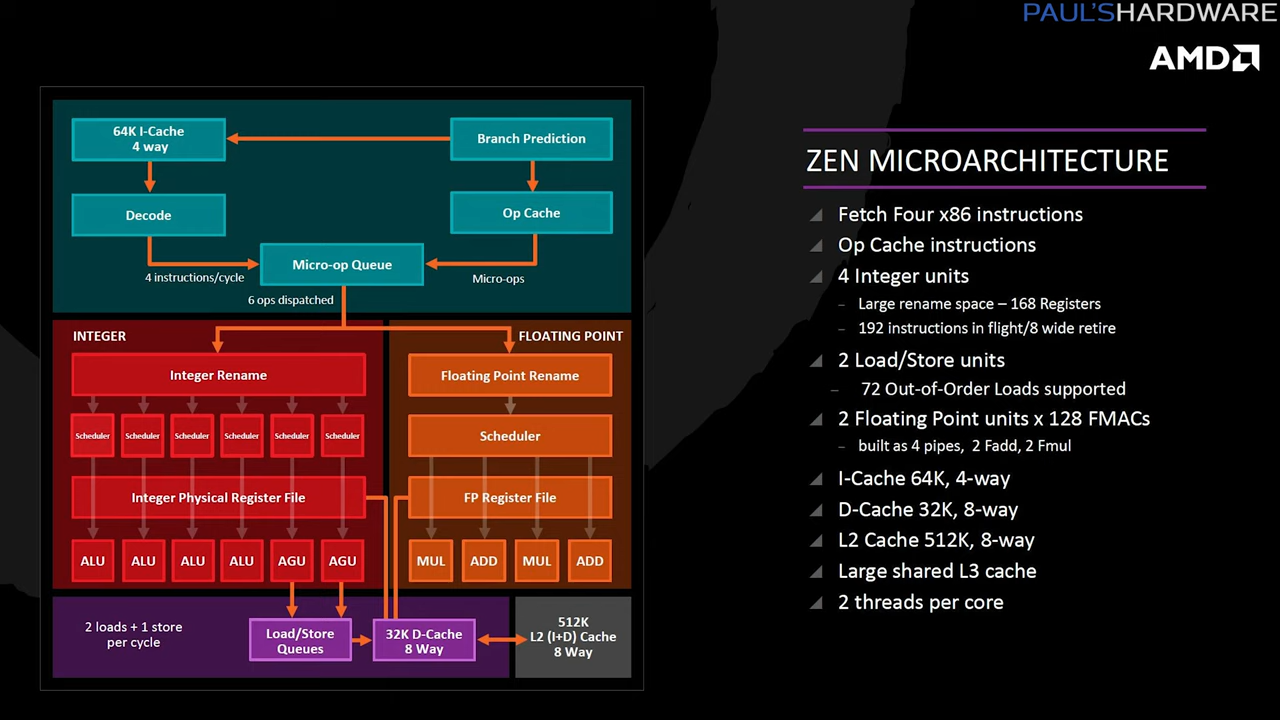 PAUL'SHARDWARE
AMD
64K I-Cache
4 way
Branch Prediction
Decode
Op Cache
Micro-op Queue
4 instructions/cycle
Micro-ops
6 ops dispatched
INTEGER
FLOATING POINT
Integer Rename
Floating Point Rename
Scheduler
Scheduler
Scheduler
Scheduler
Scheduler
Scheduler
Scheduler
Integer Physical Register File
FP Register File
ALU
ALU
ALU
ALU
AGU
AGU
MUL
ADD
MUL
ADD
2 loads + 1 store
per cycle
Load/Store
Queues
32K D-Cache
8 Way
512K
L2 (I+D) Cache
8 Way
ZEN MICROARCHITECTURE
Fetch Four x86 instructions
Op Cache instructions
4 Integer units
– Large rename space – 168 Registers
– 192 instructions in flight/8 wide retire
2 Load/Store units
– 72 Out-of-Order Loads supported
2 Floating Point units x 128 FMACs
– built as 4 pipes, 2 Fadd, 2 Fmul
I-Cache 64K, 4-way
D-Cache 32K, 8-way
L2 Cache 512K, 8-way
Large shared L3 cache
2 threads per core